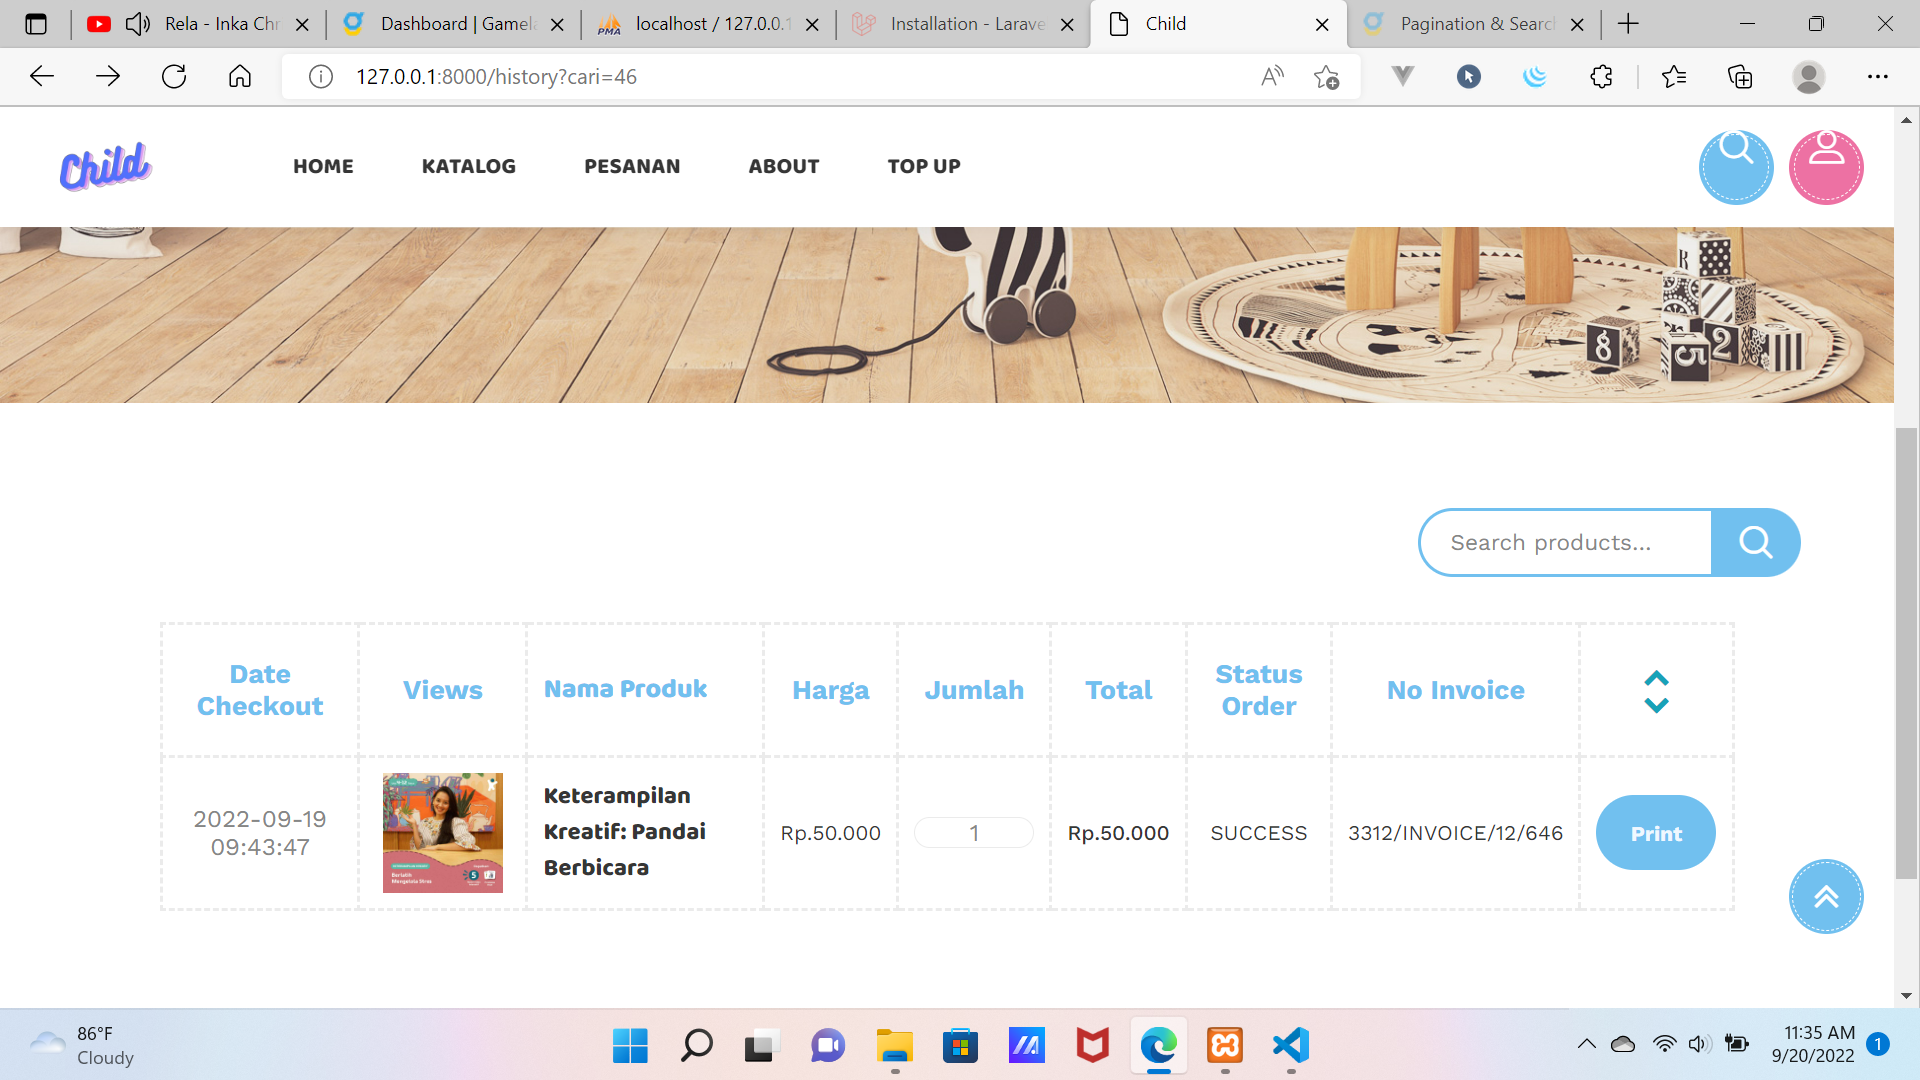 Rela - Inka Chr
Dashboard | Gamela
localhost / 127.0.0.1
Installation - Larave
Child
Pagination & Search
127.0.0.1:8000/history?cari=46
Child
HOME
KATALOG
PESANAN
ABOUT
TOP UP
Search products...
Date Checkout
Views
Nama Produk
Harga
Jumlah
Total
Status Order
No Invoice
2022-09-19
09:43:47
Keterampilan
Kreatif: Pandai
Berbicara
Rp.50.000
1
Rp.50.000
SUCCESS
3312/INVOICE/12/646
Print
86°F
Cloudy
11:35 AM
9/20/2022
1